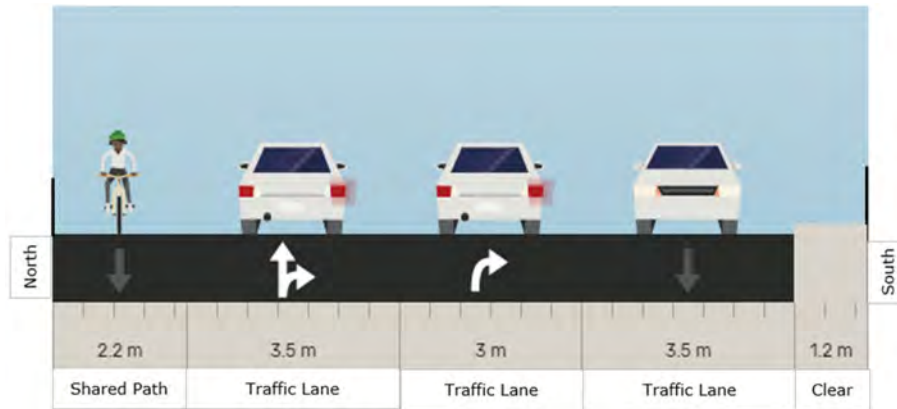 North
South
2.2 m
3.5 m
3 m
3.5 m
1.2 m
Shared Path
Traffic Lane
Traffic Lane
Traffic Lane
Clear